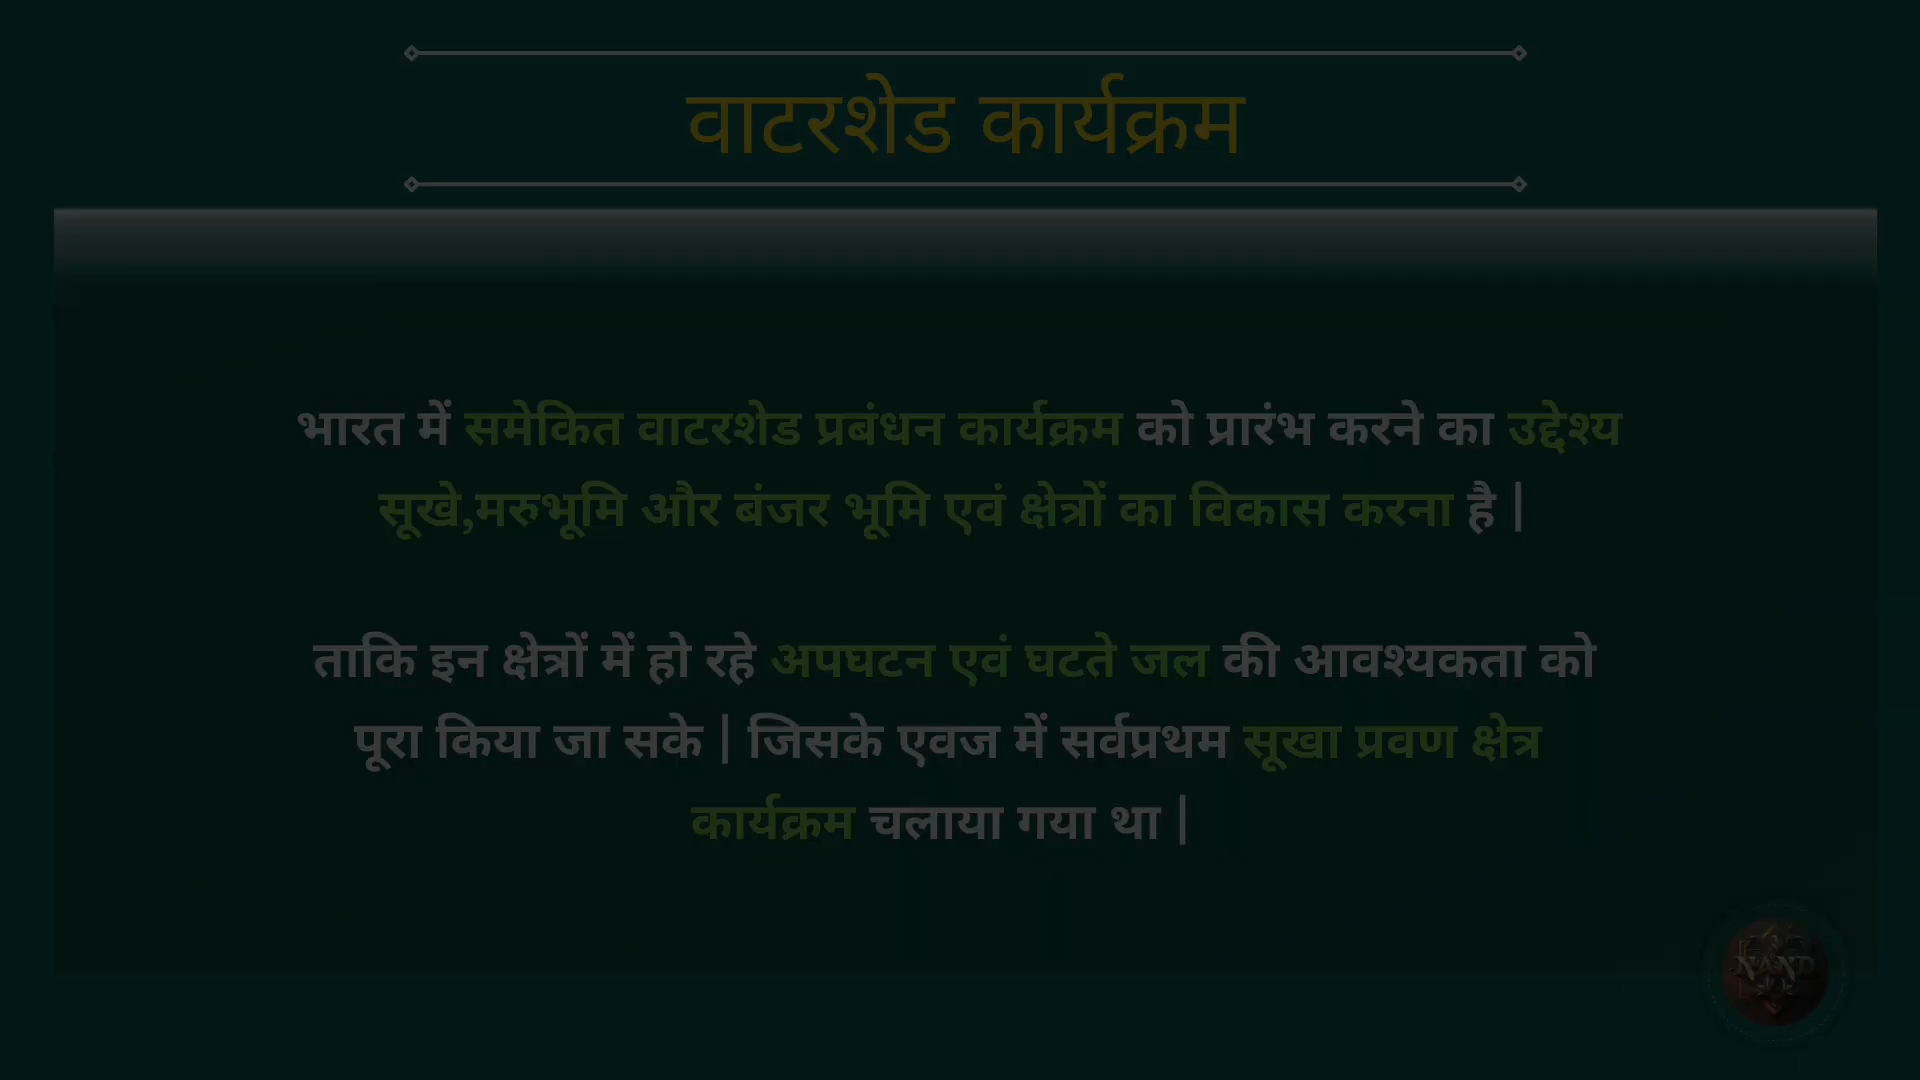 वाटरशेड कार्यक्रम
भारत में समेकित वाटरशेड प्रबंधन कार्यक्रम को प्रारंभ करने का उद्देश्य
सूखे,मरुभूमि और बंजर भूमि एवं क्षेत्रों का विकास करना है |
ताकि इन क्षेत्रों में हो रहे अपघटन एवं घटते जल की आवश्यकता को
पूरा किया जा सके | जिसके एवज में सर्वप्रथम सूखा प्रवण क्षेत्र
कार्यक्रम चलाया गया था |
NAND